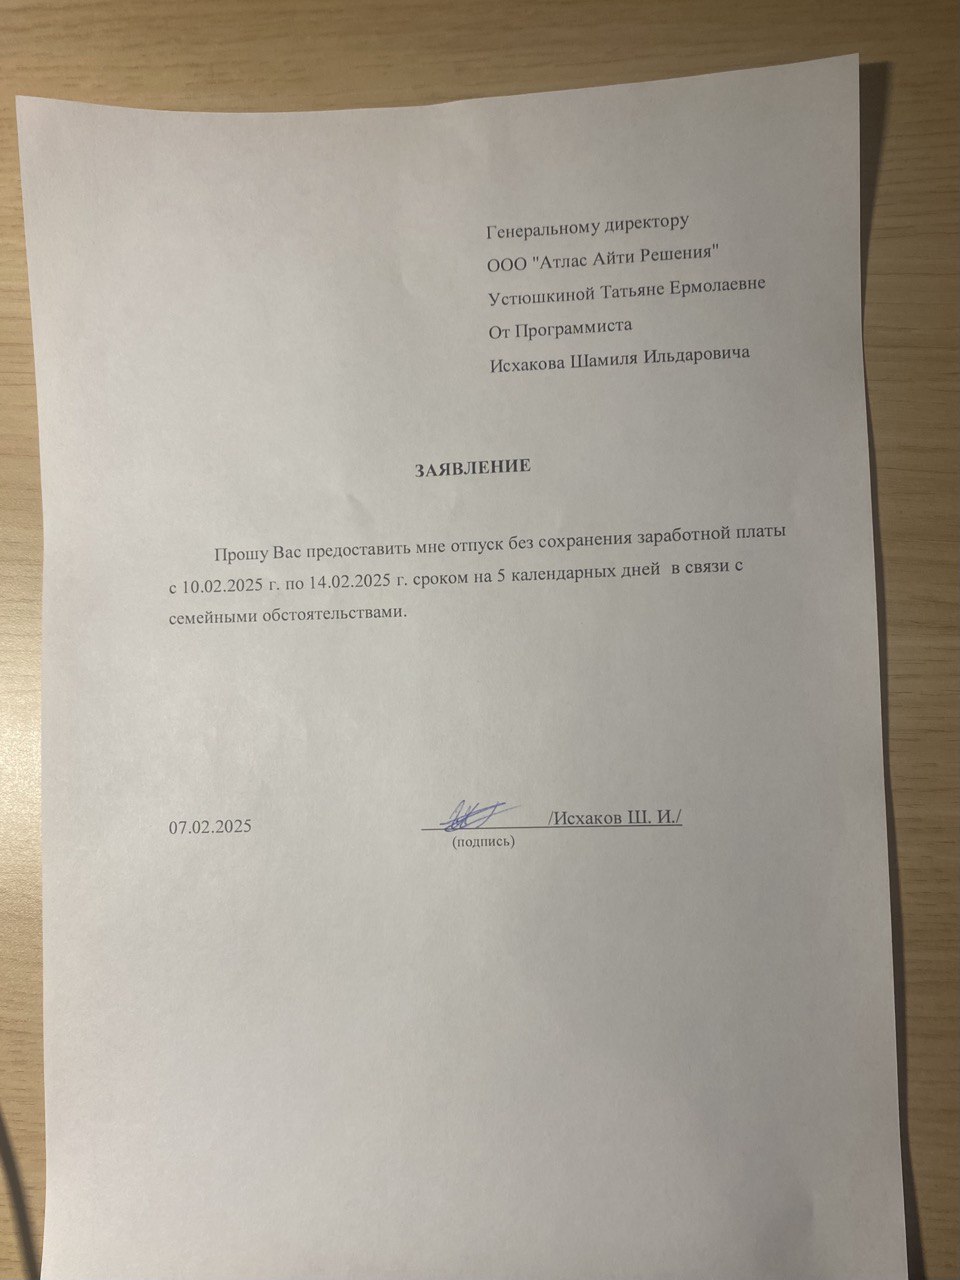 Генеральному директору
ООО "Атлас Айти Решения"
Устюшкиной Татьяне Ермолаевне
От Программиста
Исхакова Шамиля Ильдаровича
ЗАЯВЛЕНИЕ
Прошу Вас предоставить мне отпуск без сохранения заработной платы
с 10.02.2025 г. по 14.02.2025 г. сроком на 5 календарных дней  в связи с
семейными обстоятельствами.
07.02.2025 /Исхаков Ш. И./
(подпись)